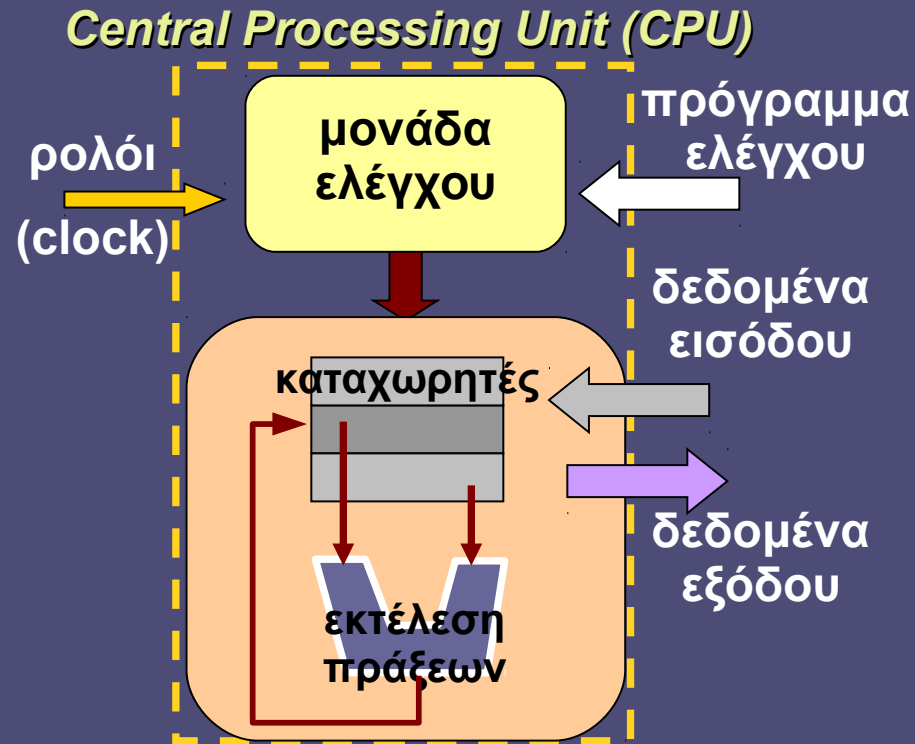 Central Processing Unit (CPU)
ρολόι
(clock)
μονάδα
ελέγχου
πρόγραμμα
ελέγχου
δεδομένα
εισόδου
καταχωρητές
δεδομένα
εξόδου
εκτέλεση
πράξεων